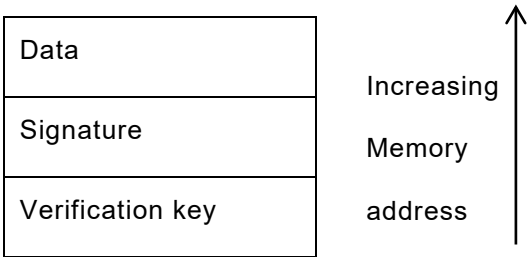 Data
Signature
Verification key
Increasing
Memory
address